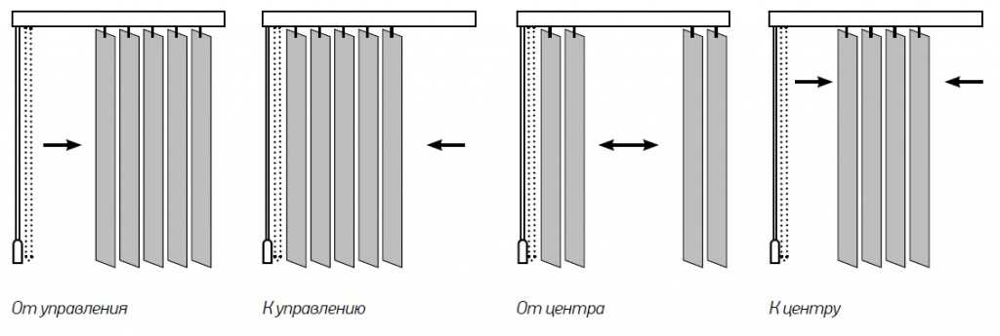 От управления
К управлению
От центра
К центру